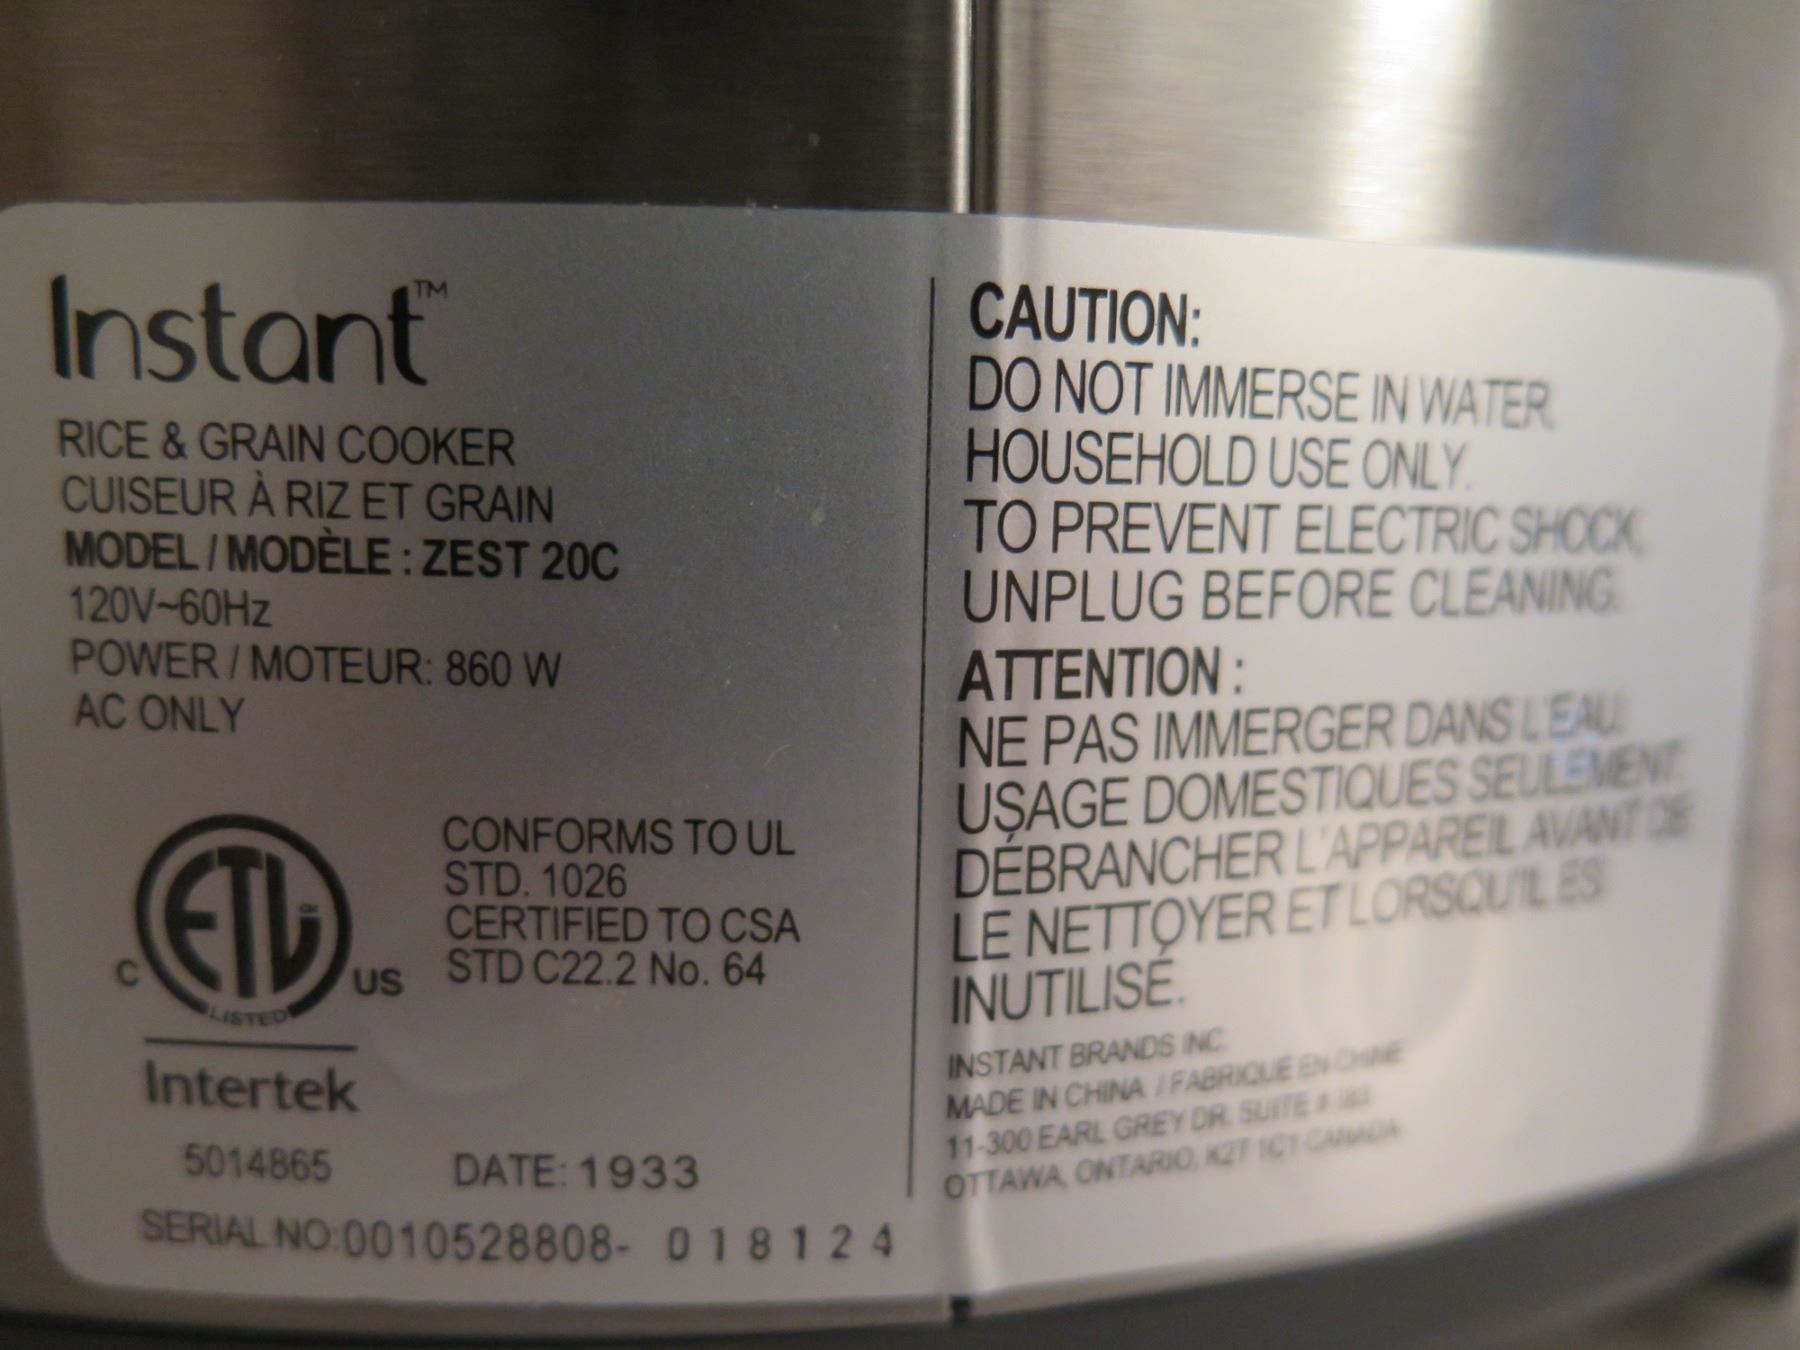 Instant™
RICE & GRAIN COOKER
CUISEUR À RIZ ET GRAIN
MODEL / MODÈLE : ZEST 20C
120V~60Hz
POWER / MOTEUR: 860 W
AC ONLY
C ETL CM US
LISTED
Intertek
5014865
CONFORMS TO UL
STD. 1026
CERTIFIED TO CSA
STD C22.2 No. 64
DATE: 1933
SERIAL NO:0010528808- 018124
CAUTION:
DO NOT IMMERSE IN WATER.
HOUSEHOLD USE ONLY.
TO PREVENT ELECTRIC SHOCK,
UNPLUG BEFORE CLEANING.
ATTENTION :
NE PAS IMMERGER DANS L'EAU.
USAGE DOMESTIQUES SEULEMENT.
DÉBRANCHER L'APPAREIL AVANT DE
LE NETTOYER ET LORSQU'IL ES
INUTILISÉ.
INSTANT BRANDS INC.
MADE IN CHINA / FABRIQUE EN CHINE
11-300 EARL GREY DR. SUITE # 383
OTTAWA, ONTARIO, K2T 1C1 CANADA